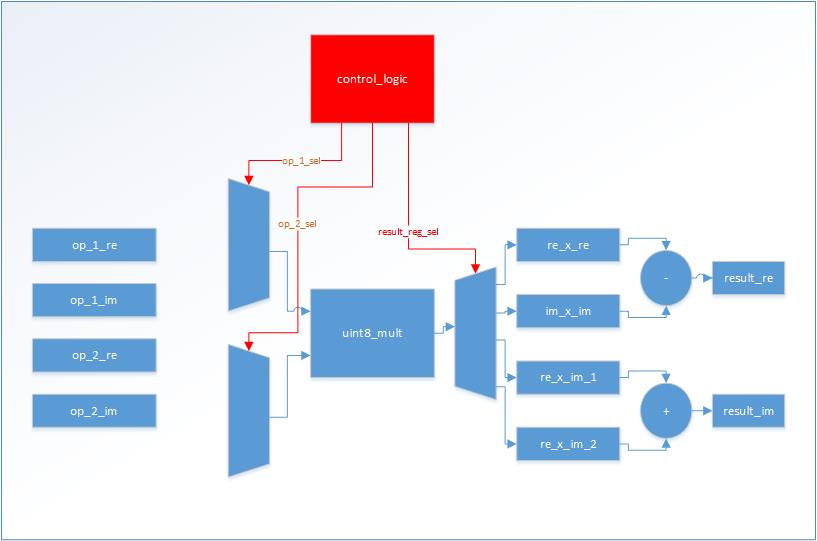 control_logic
op_1_sel
op_2_sel
result_reg_sel
op_1_re
op_1_im
op_2_re
op_2_im
uint8_mult
re_x_re
im_x_im
re_x_im_1
re_x_im_2
-
+
result_re
result_im